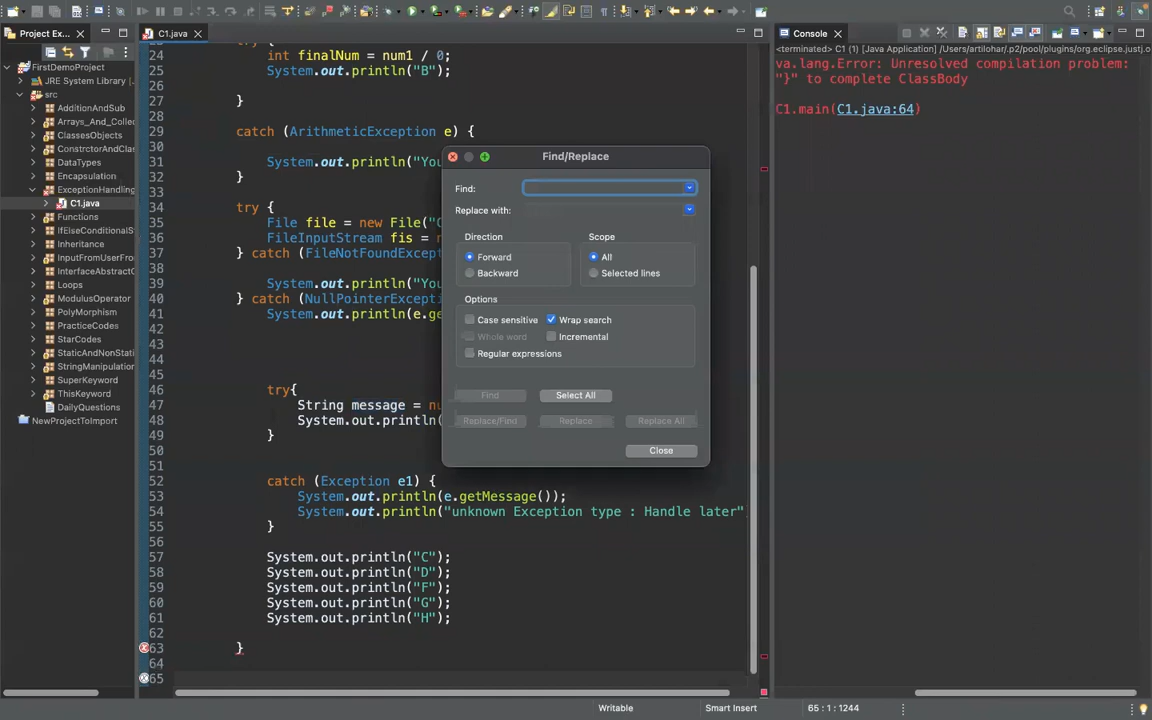 Project Ex...
FirstDemoProject
JRE System Library [
src
AdditionAndSub
Arrays_And_Collec
ClassesObjects
ConstrctorAndClas
DataTypes
Encapsulation
ExceptionHandling
C1.java
Functions
IfElseConditionalS
Inheritance
InputFromUserFro
InterfaceAbstract
Loops
ModulusOperator
PolyMorphism
PracticeCodes
StarCodes
StaticAndNonStati
StringManipulation
SuperKeyword
ThisKeyword
DailyQuestions
NewProjectToImport
C1.java
24 int finalNum = num1 / 0;
25 System.out.println("B");
26
27 }
28
29 catch (ArithmeticException e) {
30
31 System.out.println("You
32 }
33
34 try {
35 File file = new File("
36 FileInputStream fis =
37 } catch (FileNotFoundExcep
38
39 System.out.println("You
40 } catch (NullPointerExcepti
41 System.out.println(e.ge
42
43
44
45
46 try{
47 String message = nu
48 System.out.println(
49 }
50
51
52 catch (Exception e1) {
53 System.out.println(e.getMessage());
54 System.out.println("unknown Exception type : Handle later"
55 }
56
57 System.out.println("C");
58 System.out.println("D");
59 System.out.println("F");
60 System.out.println("G");
61 System.out.println("H");
62
63 }
64
65
Find/Replace
Find:
Replace with:
Direction
Forward
Backward
Scope
All
Selected lines
Options
Case sensitive
Wrap search
Whole word
Incremental
Regular expressions
Find
Select All
Replace/Find
Replace
Replace All
Close
Console
<terminated> C1 (1) [Java Application] /Users/artilohar/.p2/pool/plugins/org.eclipse.justj.o
va.lang.Error: Unresolved compilation problem:
"}" to complete ClassBody
C1.main(C1.java:64)
Writable
Smart Insert
65 : 1 : 1244